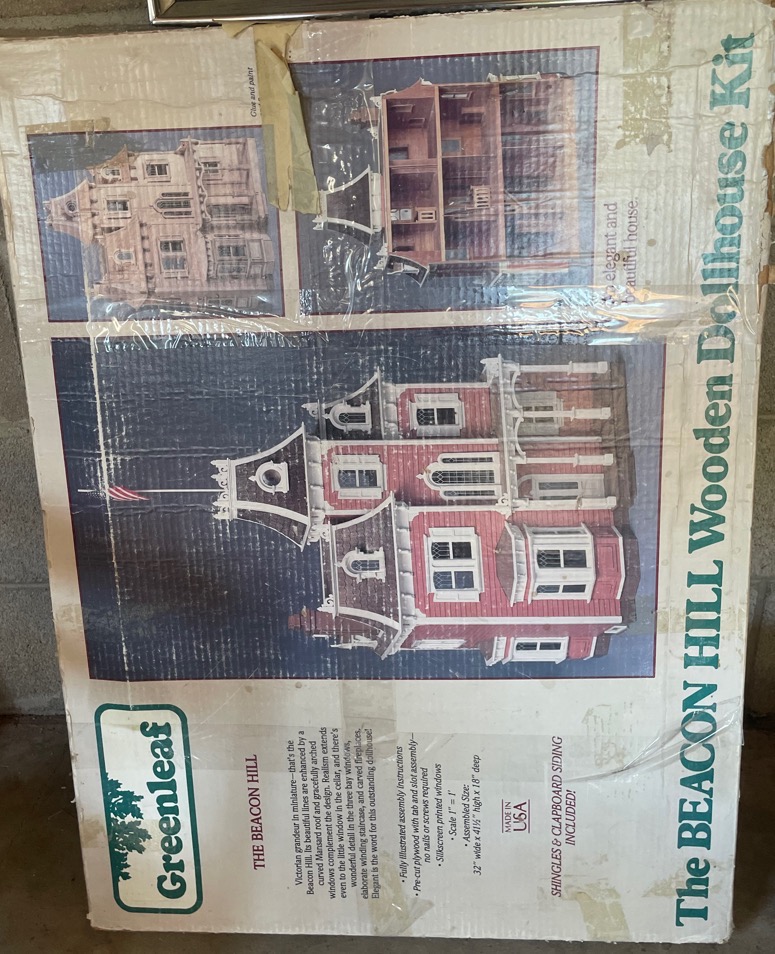 Greenleaf
THE BEACON HILL
Victorian grandeur in miniature—that's the
Beacon Hill. Its beautiful lines are enhanced by a
curved Mansard roof and gracefully arched
windows complement the design. Realism extends
even to the little window in the cellar, and there's
wonderful detail in the three bay windows,
elaborate winding staircase, and carved fireplaces.
Elegant is the word for this outstanding dollhouse!
• Fully illustrated assembly instructions
• Pre-cut plywood with tab and slot assembly—
no nails or screws required
• Silkscreen printed windows
• Scale 1" = 1'
• Assembled Size:
32" wide x 41½" high x 18" deep
MADE IN
USA
SHINGLES & CLAPBOARD SIDING
INCLUDED!
Glue and paint
elegant and
beautiful house.
The BEACON HILL Wooden Dollhouse Kit